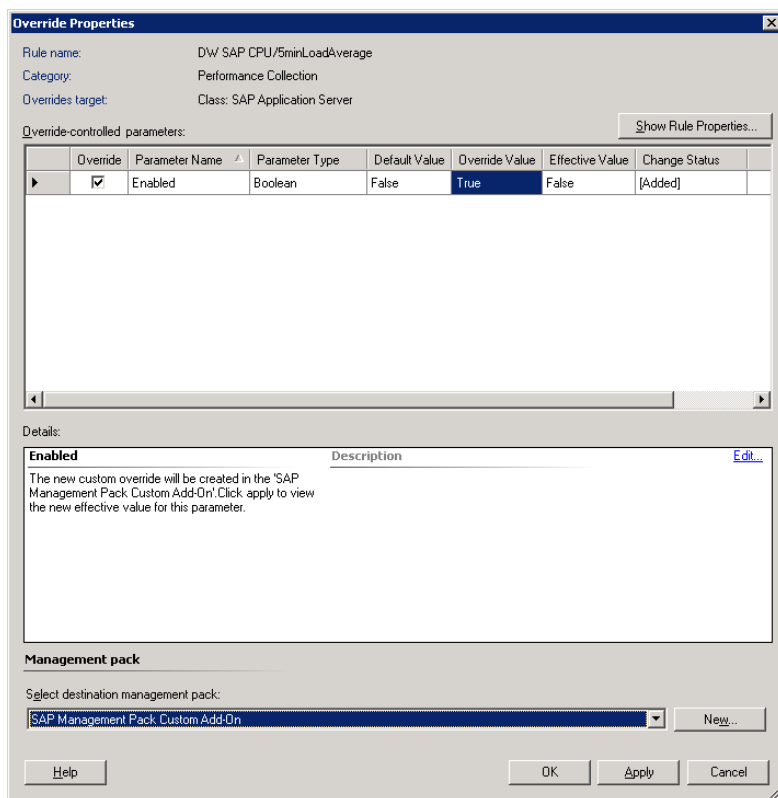 Override Properties
Rule name: DW SAP CPU/5minLoadAverage
Category: Performance Collection
Overrides target: Class: SAP Application Server
Override-controlled parameters:
Show Rule Properties...
Override Parameter Name Parameter Type Default Value Override Value Effective Value Change Status
Enabled Boolean False True False [Added]
Details:
Enabled Description Edit...
The new custom override will be created in the 'SAP
Management Pack Custom Add-On'.Click apply to view
the new effective value for this parameter.
Management pack
Select destination management pack:
SAP Management Pack Custom Add-On
New...
Help OK Apply Cancel